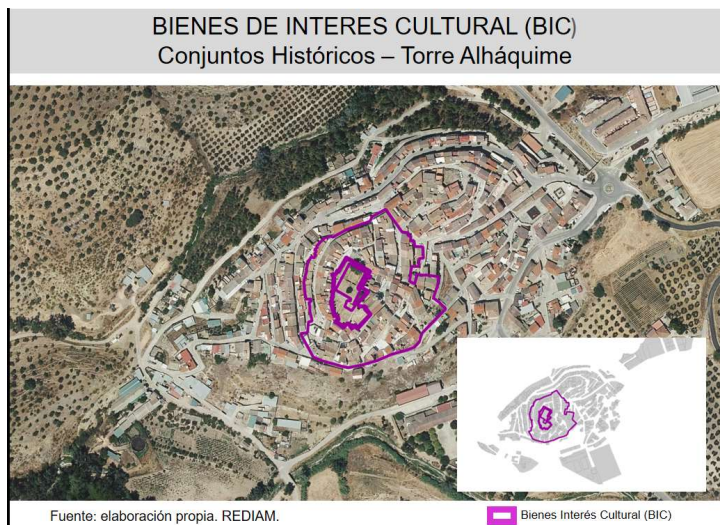 BIENES DE INTERES CULTURAL (BIC)
Conjuntos Históricos – Torre Alháquime
Fuente: elaboración propia. REDIAM.
Bienes Interés Cultural (BIC)